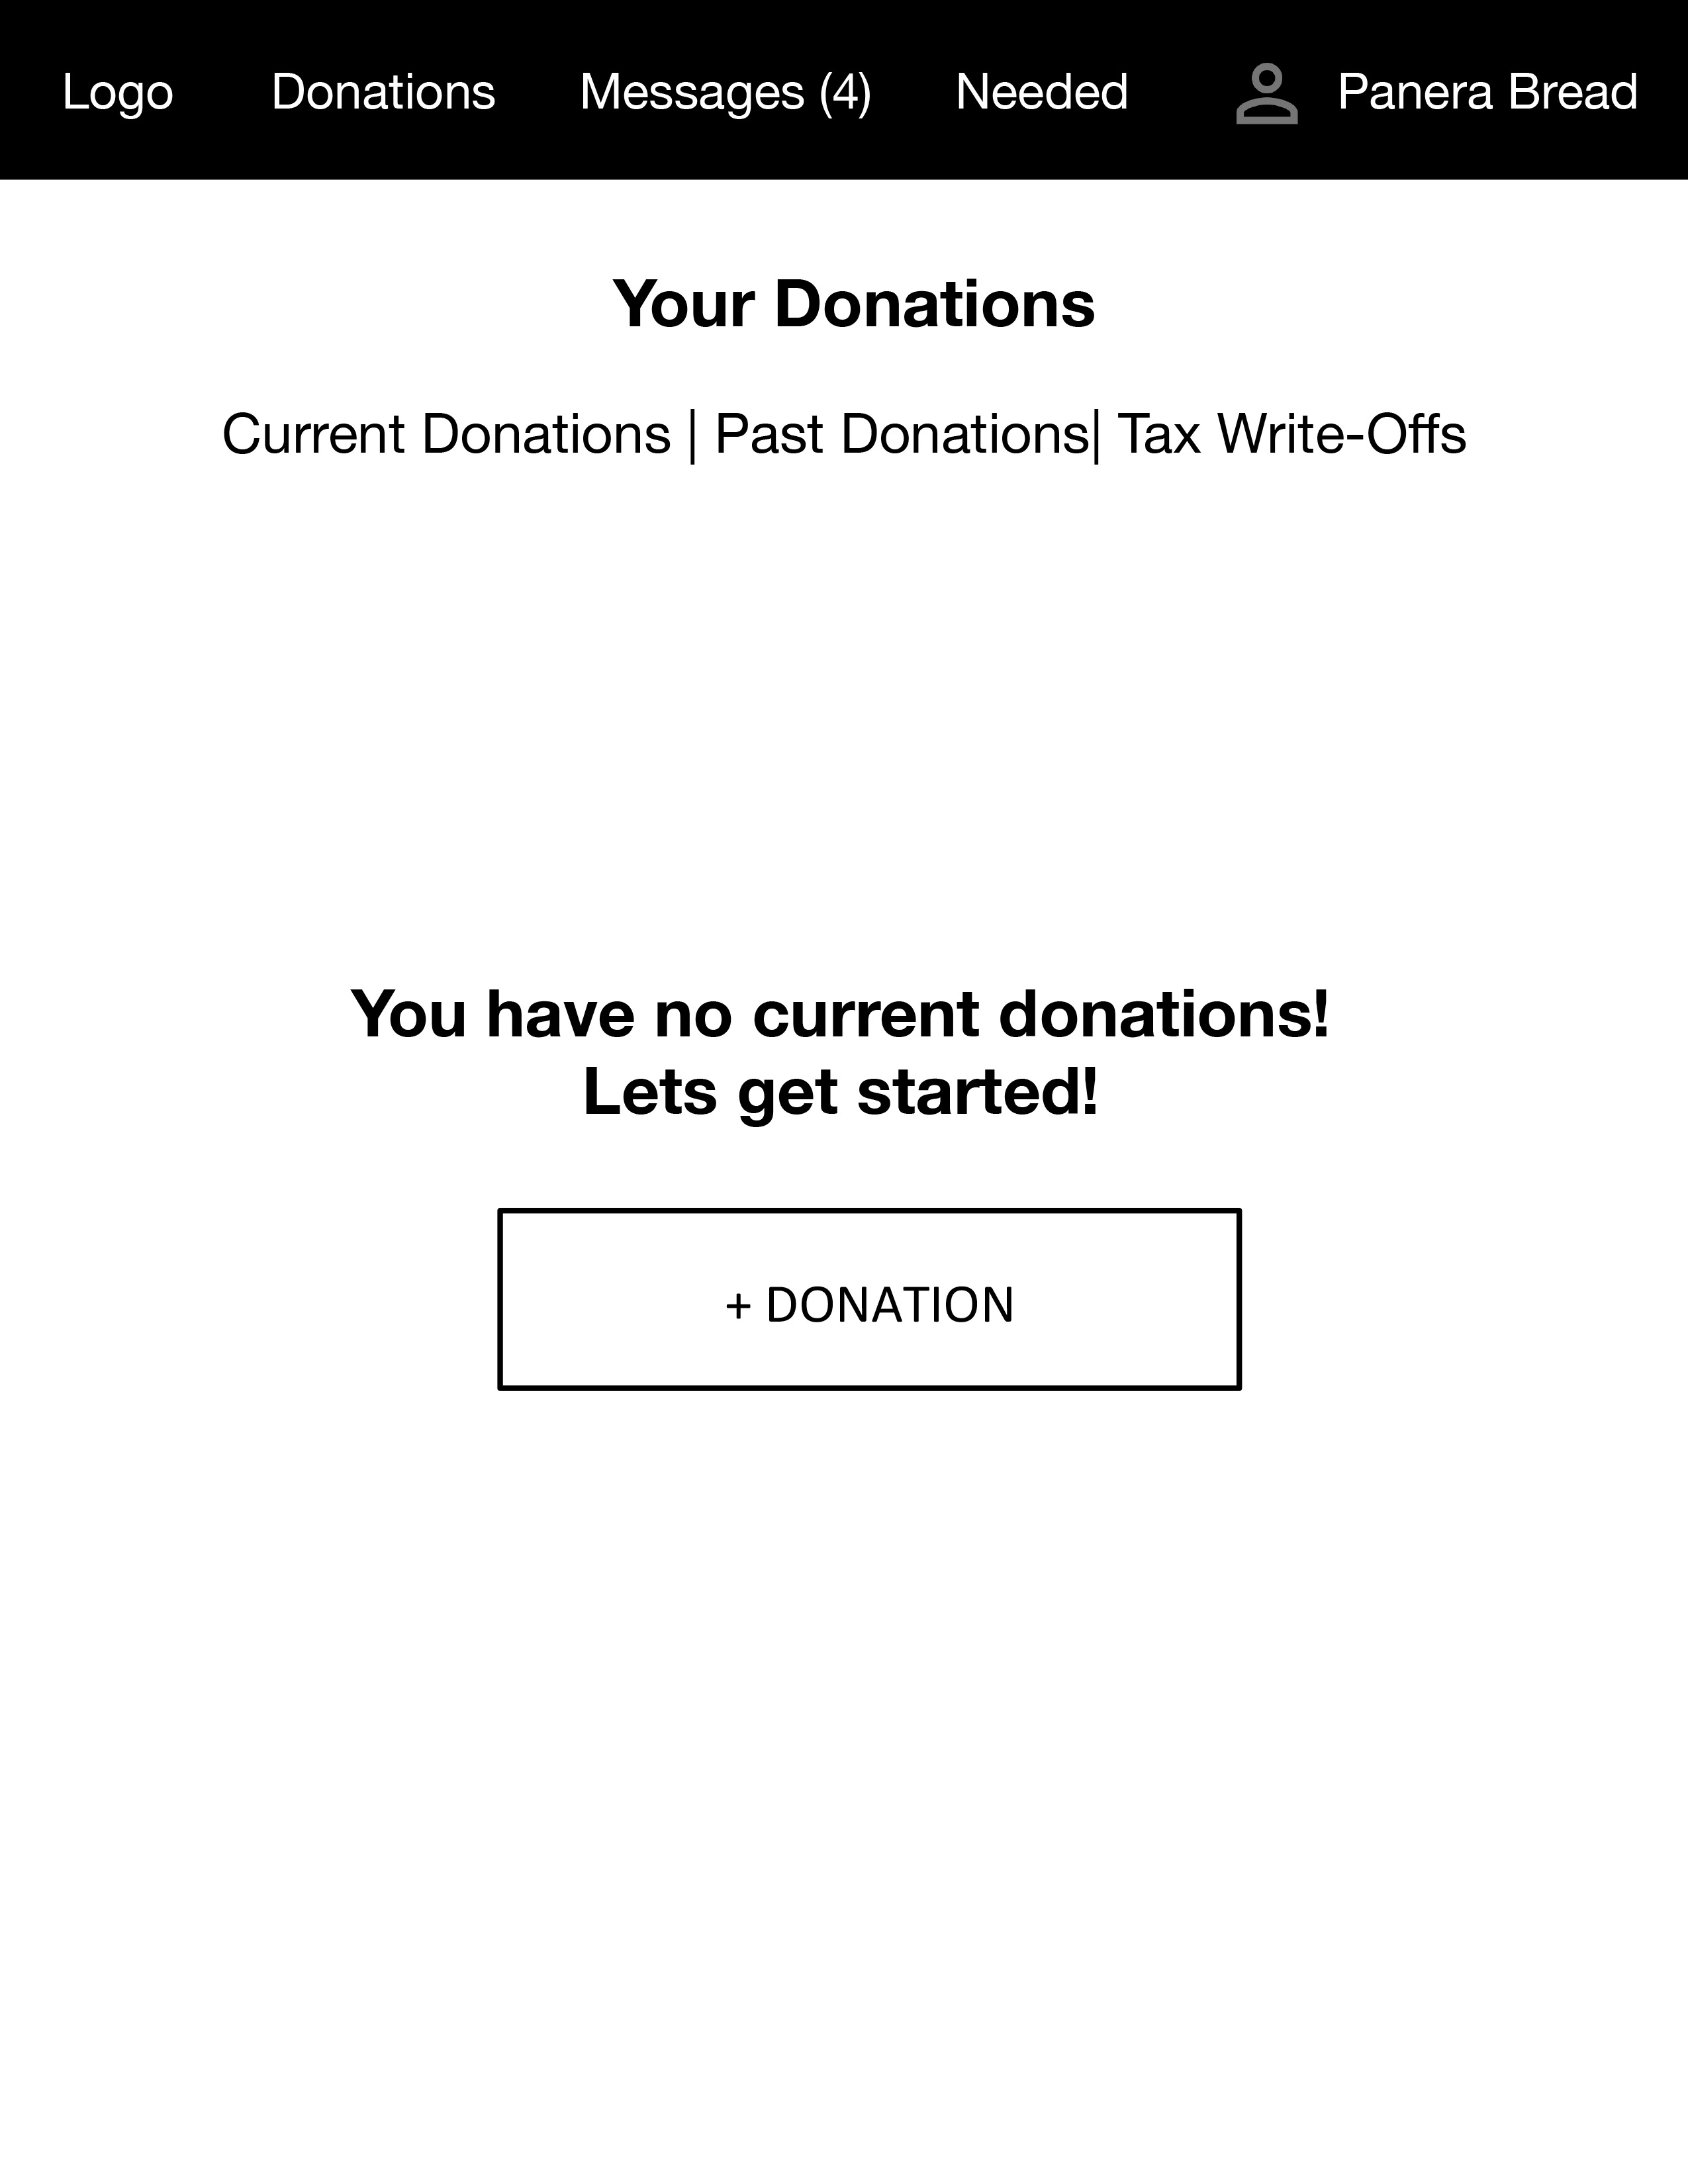 Logo Donations Messages (4) Needed Panera Bread
Your Donations
Current Donations | Past Donations| Tax Write-Offs
You have no current donations!
Lets get started!
+ DONATION